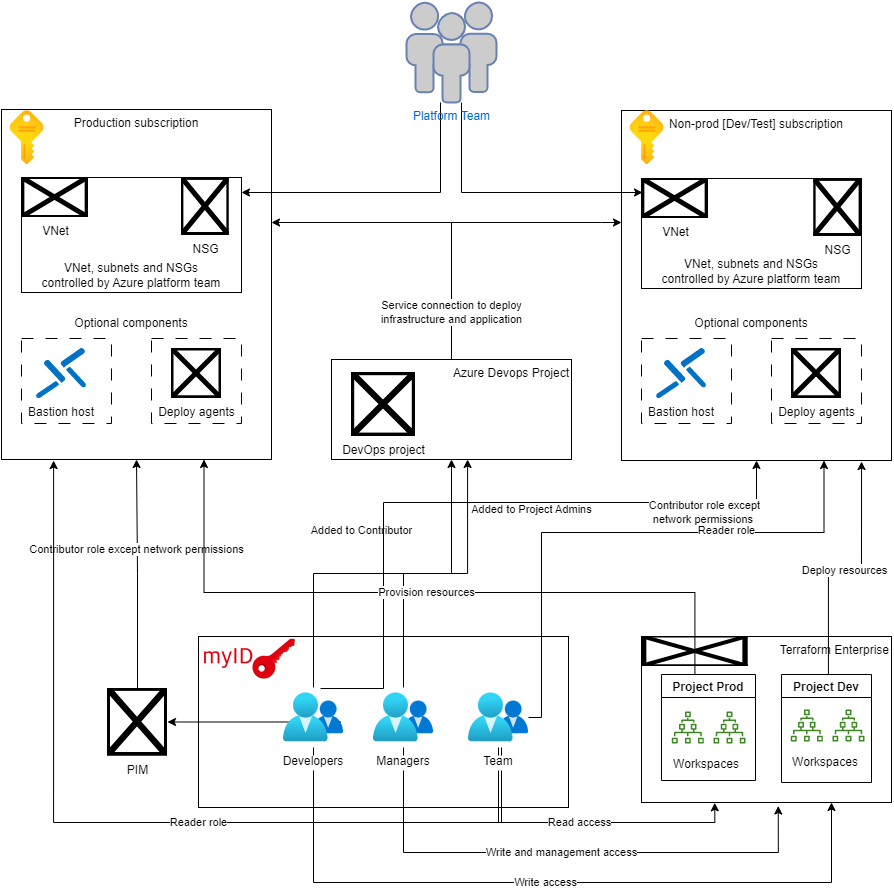 Platform Team
Production subscription
VNet
NSG
VNet, subnets and NSGs
controlled by Azure platform team
Optional components
Bastion host
Deploy agents
Non-prod [Dev/Test] subscription
VNet
NSG
VNet, subnets and NSGs
controlled by Azure platform team
Optional components
Bastion host
Deploy agents
Service connection to deploy
infrastructure and application
Azure Devops Project
DevOps project
Added to Contributor
Added to Project Admins
Contributor role except
network permissions
Reader role
Contributor role except network permissions
Deploy resources
Provision resources
myID
Developers
Managers
Team
PIM
Terraform Enterprise
Project Prod
Workspaces
Project Dev
Workspaces
Reader role
Read access
Write and management access
Write access